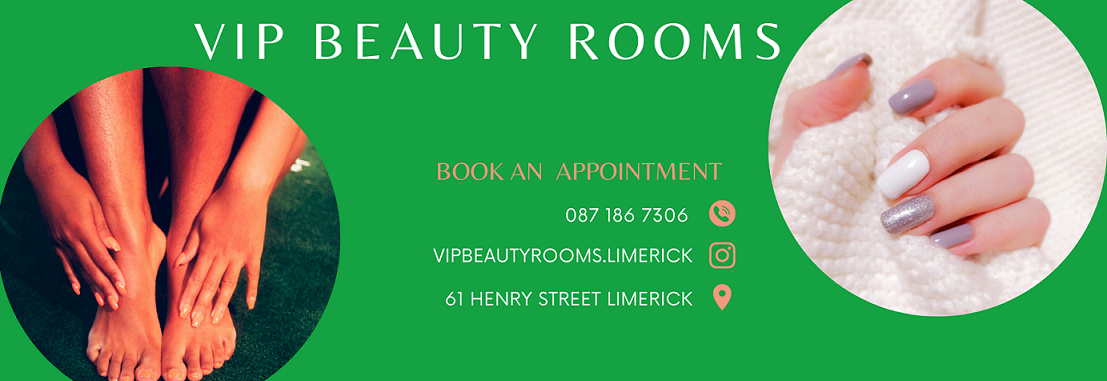 VIP BEAUTY ROOMS
BOOK AN APPOINTMENT
087 186 7306
VIPBEAUTYROOMS.LIMERICK
61 HENRY STREET LIMERICK